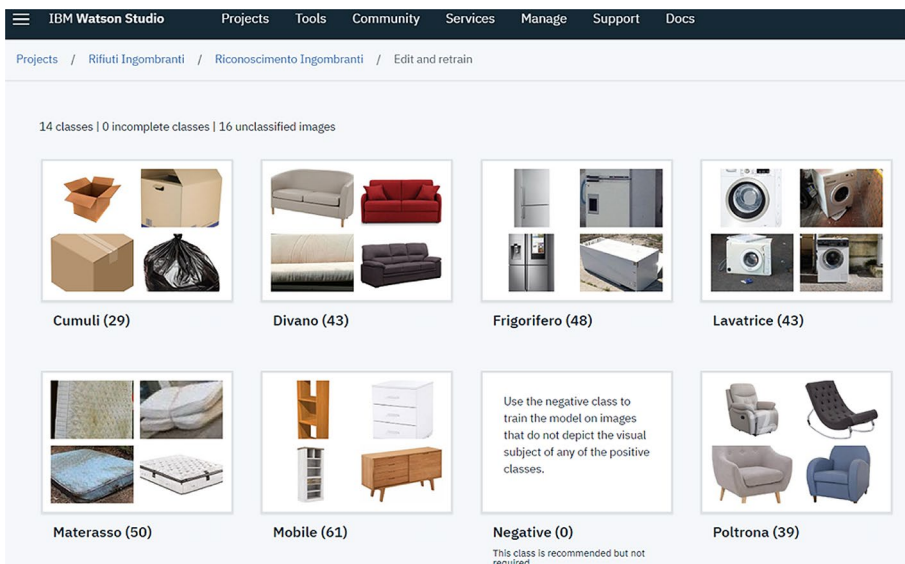 IBM Watson Studio Projects Tools Community Services Manage Support Docs
Projects / Rifiuti Ingombranti / Riconoscimento Ingombranti / Edit and retrain
14 classes | 0 incomplete classes | 16 unclassified images
Cumuli (29)
Divano (43)
Frigorifero (48)
Lavatrice (43)
Use the negative class to
train the model on images
that do not depict the visual
subject of any of the positive
classes.
Materasso (50)
Mobile (61)
Negative (0)
This class is recommended but not
required
Poltrona (39)